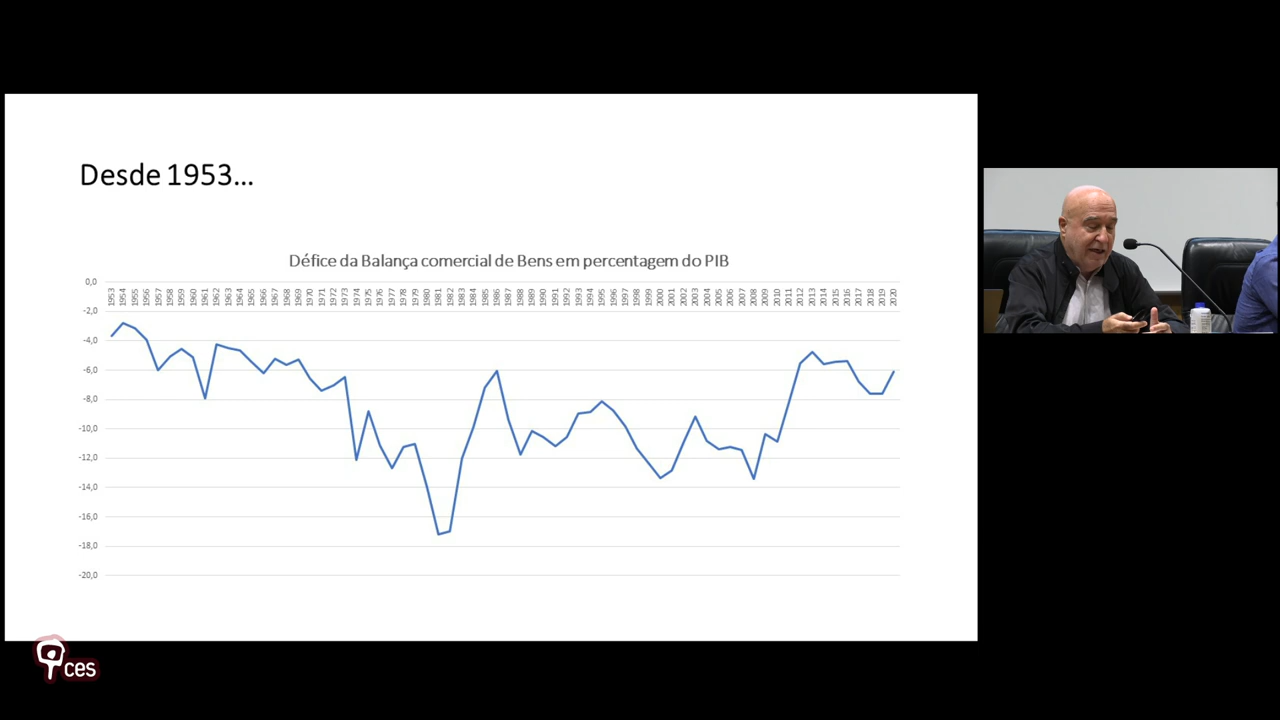 Desde 1953...
Défice da Balança comercial de Bens em percentagem do PIB
0,0
1953 1954 1955 1956 1957 1958 1959 1960 1961 1962 1963 1964 1965 1966 1967 1968 1969 1970 1971 1972 1973 1974 1975 1976 1977 1978 1979 1980 1981 1982 1983 1984 1985 1986 1987 1988 1989 1990 1991 1992 1993 1994 1995 1996 1997 1998 1999 2000 2001 2002 2003 2004 2005 2006 2007 2008 2009 2010 2011 2012 2013 2014 2015 2016 2017 2018 2019 2020
-2,0
-4,0
-6,0
-8,0
-10,0
-12,0
-14,0
-16,0
-18,0
-20,0
ces